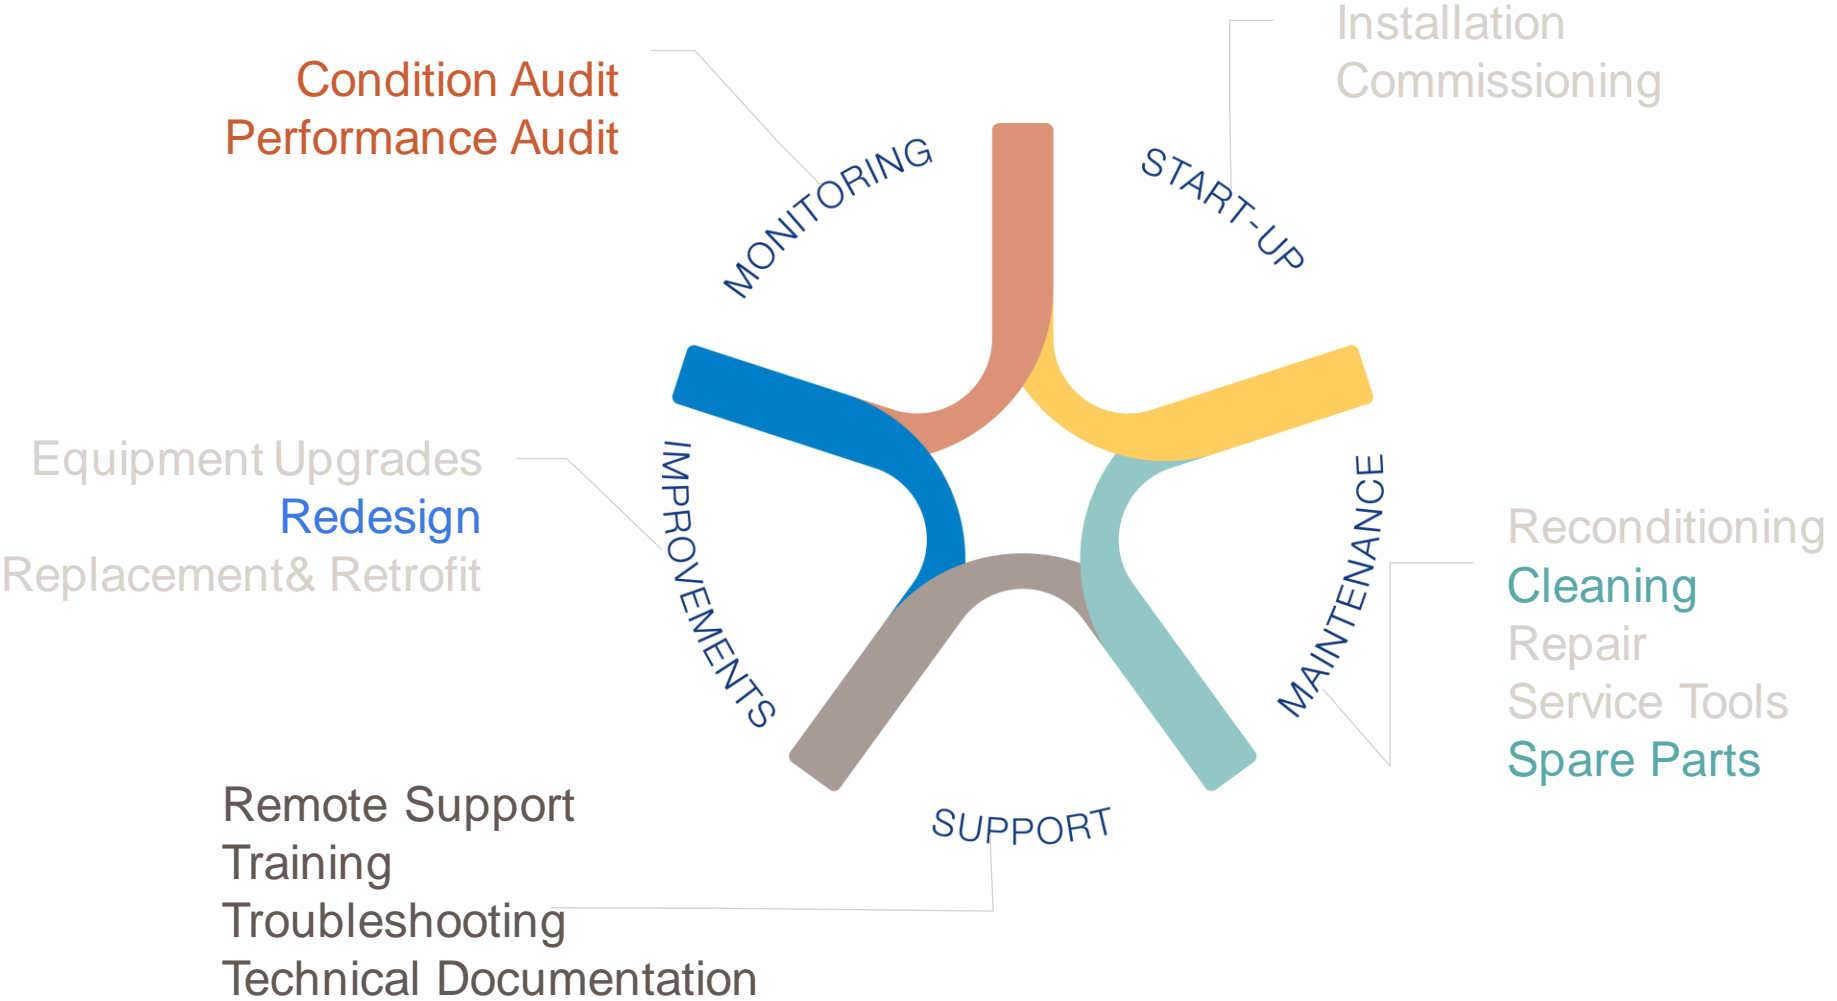 Installation
Commissioning
Condition Audit
Performance Audit
MONITORING
START-UP
Equipment Upgrades
Redesign
Replacement& Retrofit
IMPROVEMENTS
MAINTENANCE
Reconditioning
Cleaning
Repair
Service Tools
Spare Parts
SUPPORT
Remote Support
Training
Troubleshooting
Technical Documentation